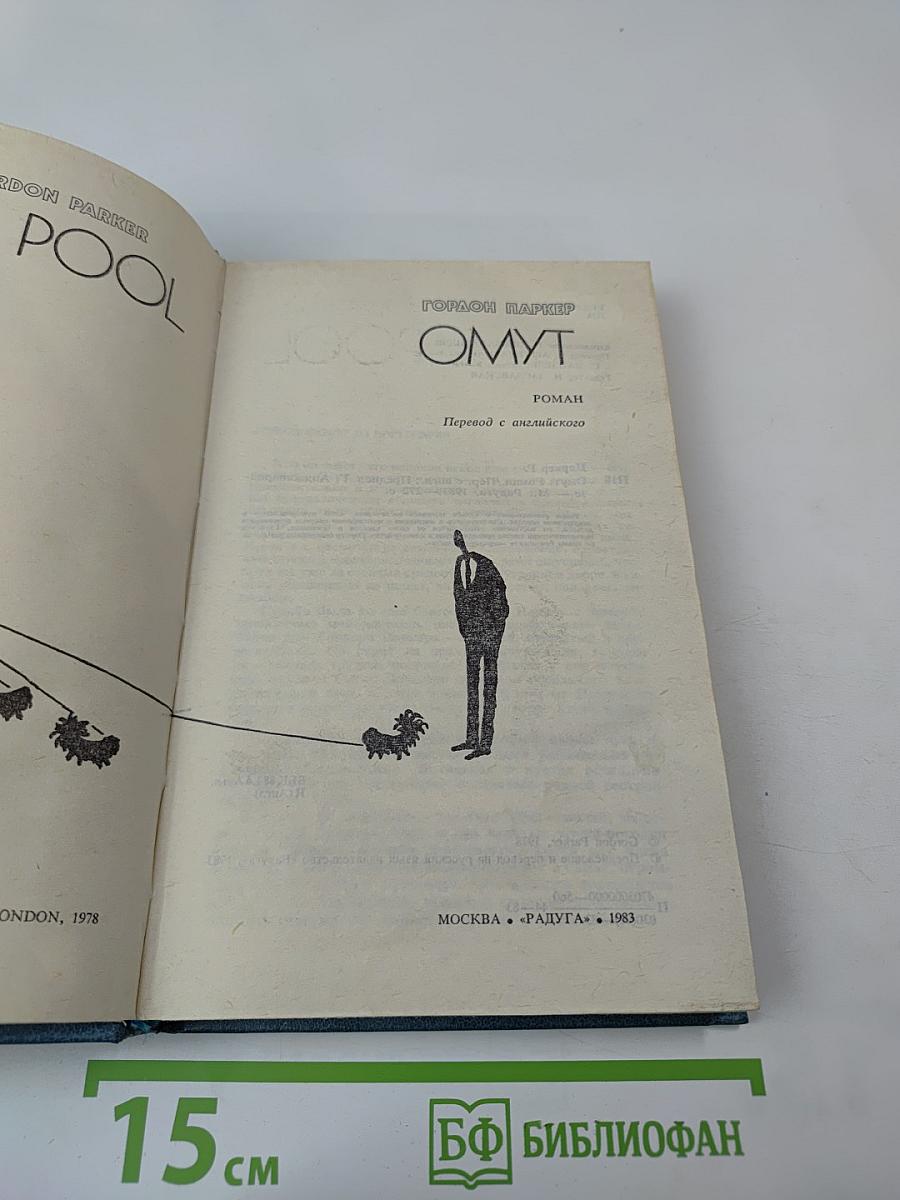 RDON PARKER
POOL
ONDON, 1978
ГОРДОН ПАРКЕР
ОМУТ
РОМАН
Перевод с английского
МОСКВА • «РАДУГА» • 1983
15 см
БФ БИБЛИОФАН